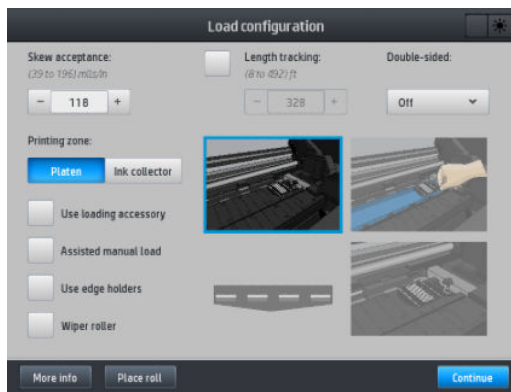 Load configuration
Skew acceptance:
(39 to 196) mils/in
− 118 +
Length tracking:
(8 to 492) ft
− 328 +
Double-sided:
Off
Printing zone:
Platen Ink collector
Use loading accessory
Assisted manual load
Use edge holders
Wiper roller
More info Place roll Continue